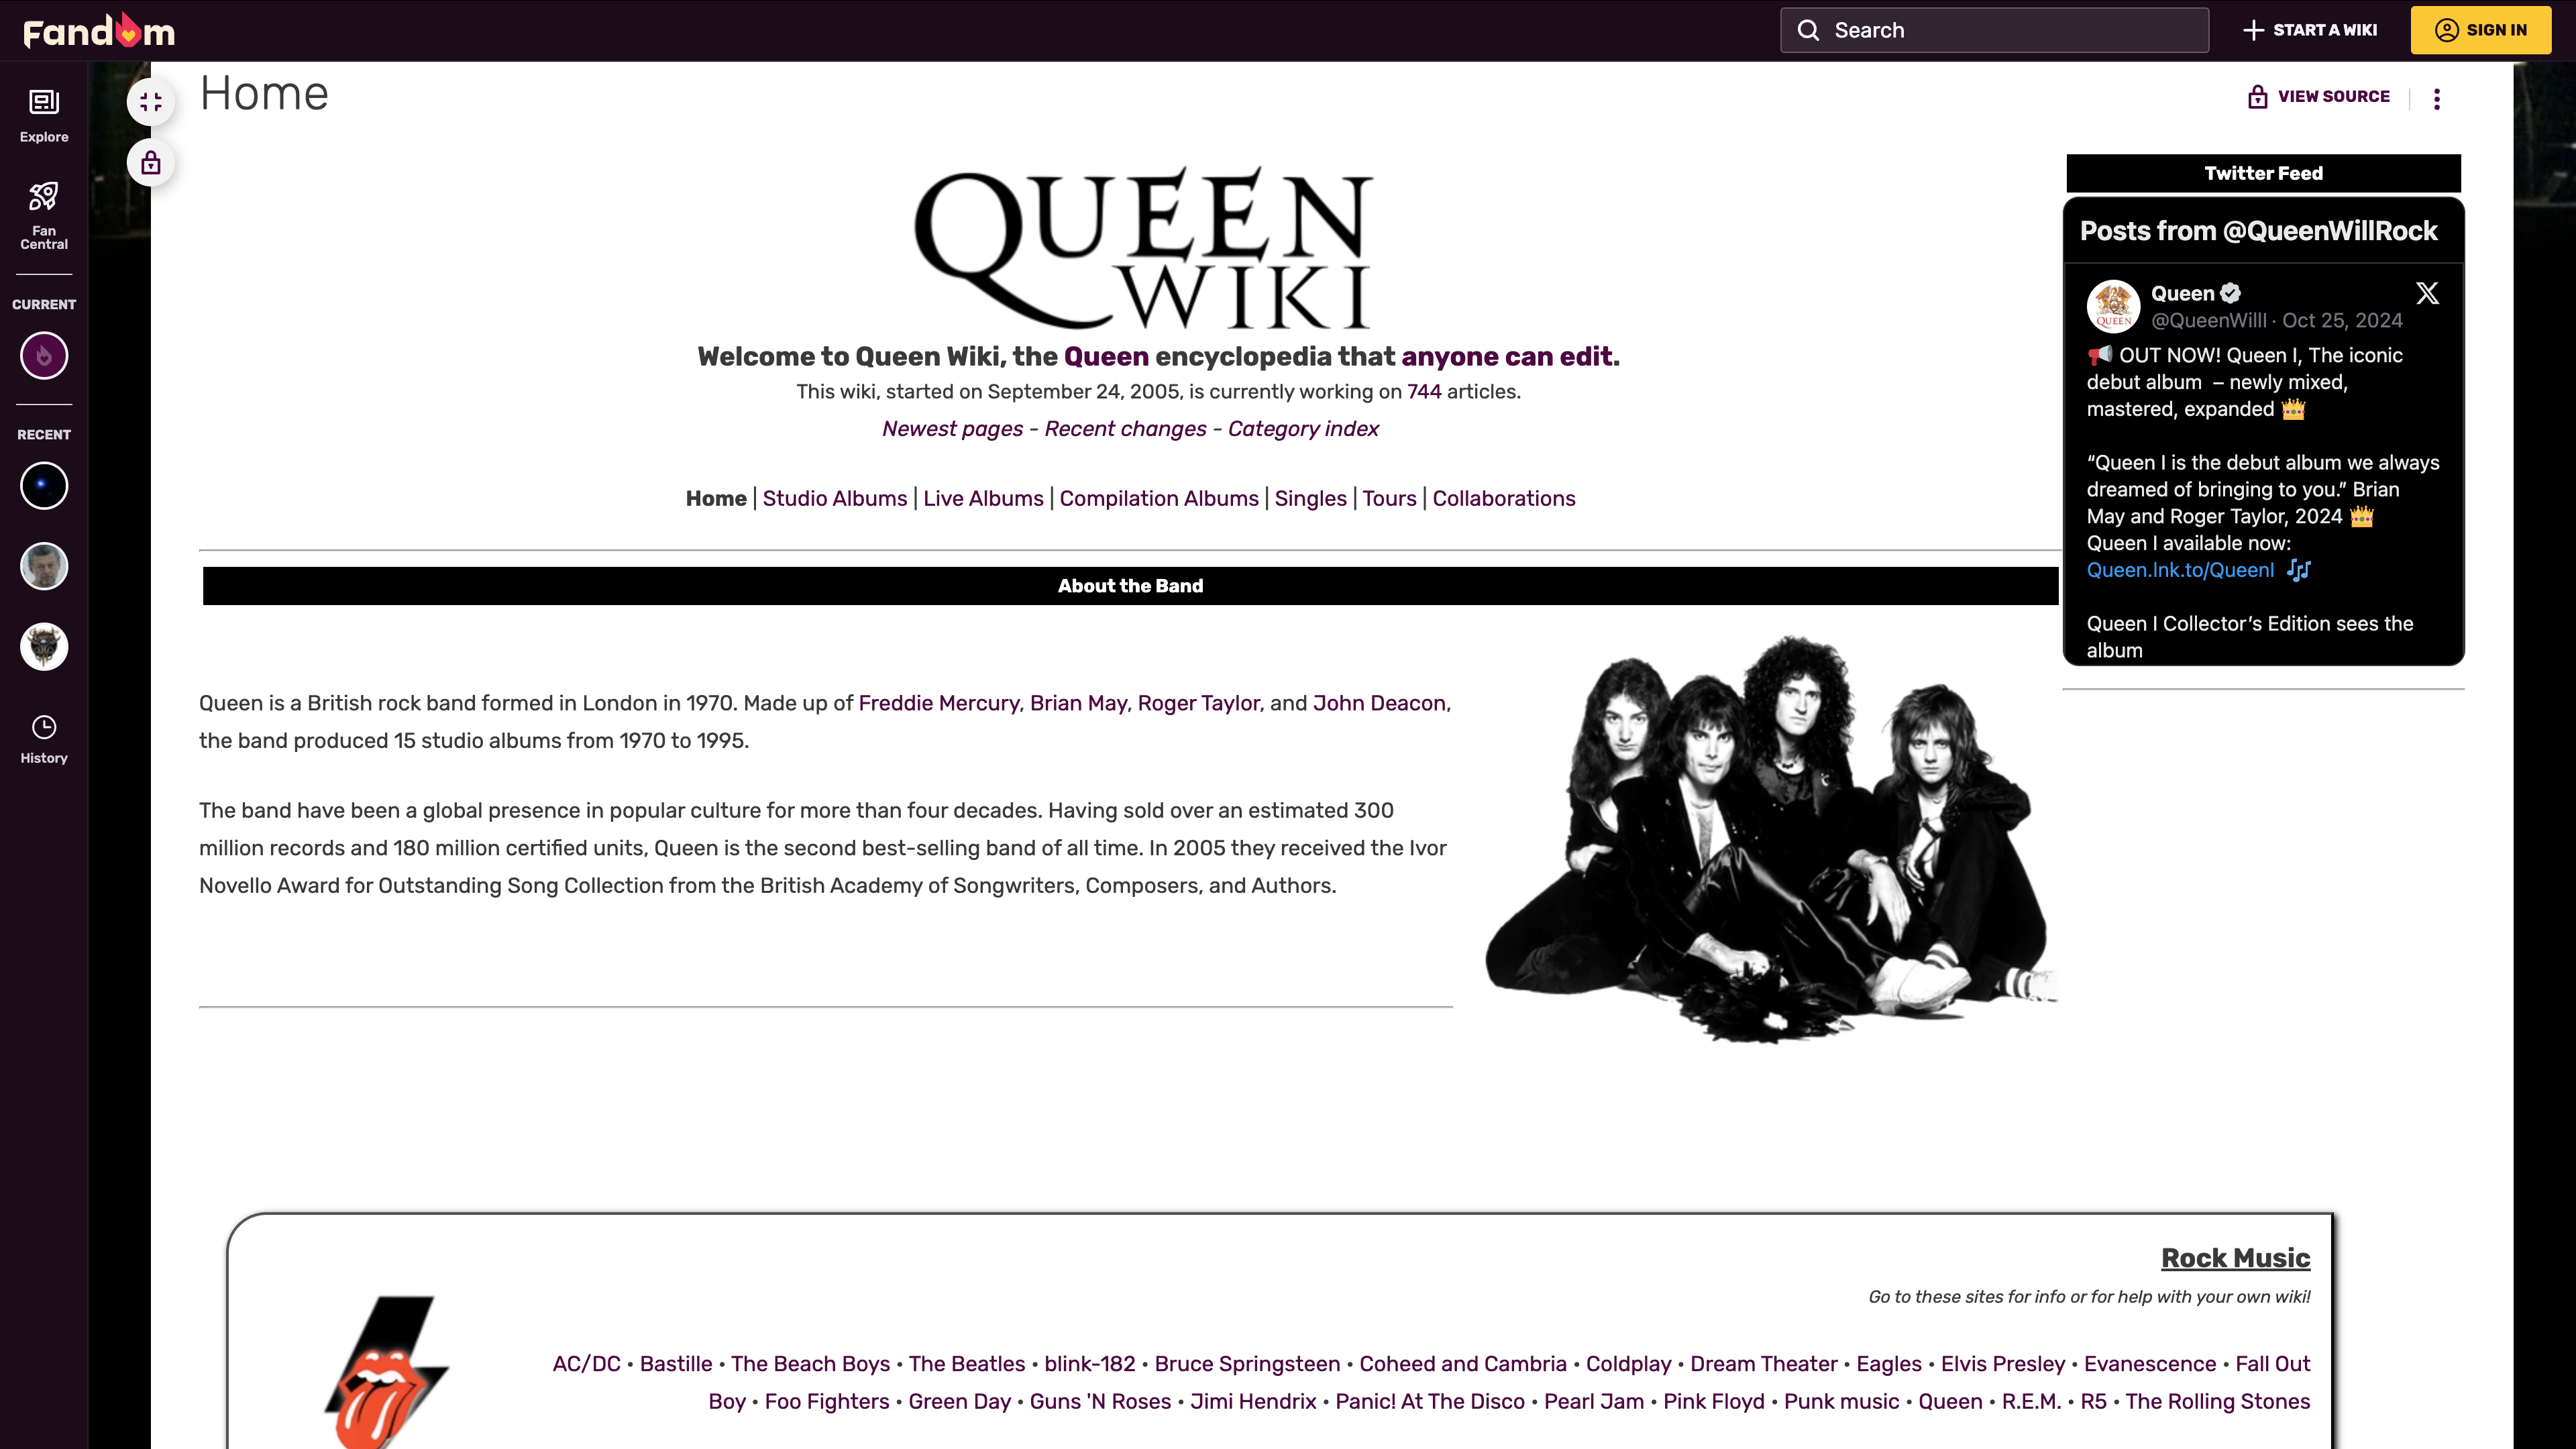 Fandom
Search
START A WIKI
SIGN IN
Explore
Fan
Central
CURRENT
RECENT
History
Home
VIEW SOURCE
QUEEN
WIKI
Welcome to Queen Wiki, the Queen encyclopedia that anyone can edit.
This wiki, started on September 24, 2005, is currently working on 744 articles.
Newest pages - Recent changes - Category index
Home | Studio Albums | Live Albums | Compilation Albums | Singles | Tours | Collaborations
About the Band
Queen is a British rock band formed in London in 1970. Made up of Freddie Mercury, Brian May, Roger Taylor, and John Deacon,
the band produced 15 studio albums from 1970 to 1995.
The band have been a global presence in popular culture for more than four decades. Having sold over an estimated 300
million records and 180 million certified units, Queen is the second best-selling band of all time. In 2005 they received the Ivor
Novello Award for Outstanding Song Collection from the British Academy of Songwriters, Composers, and Authors.
Twitter Feed
Posts from @QueenWillRock
QUEEN
Queen
@QueenWilll · Oct 25, 2024
📢 OUT NOW! Queen I, The iconic
debut album – newly mixed,
mastered, expanded 👑
“Queen I is the debut album we always
dreamed of bringing to you.” Brian
May and Roger Taylor, 2024 👑
Queen I available now:
Queen.lnk.to/QueenI 🎶
Queen I Collector’s Edition sees the
album
Rock Music
Go to these sites for info or for help with your own wiki!
AC/DC • Bastille • The Beach Boys • The Beatles • blink-182 • Bruce Springsteen • Coheed and Cambria • Coldplay • Dream Theater • Eagles • Elvis Presley • Evanescence • Fall Out
Boy • Foo Fighters • Green Day • Guns 'N Roses • Jimi Hendrix • Panic! At The Disco • Pearl Jam • Pink Floyd • Punk music • Queen • R.E.M. • R5 • The Rolling Stones